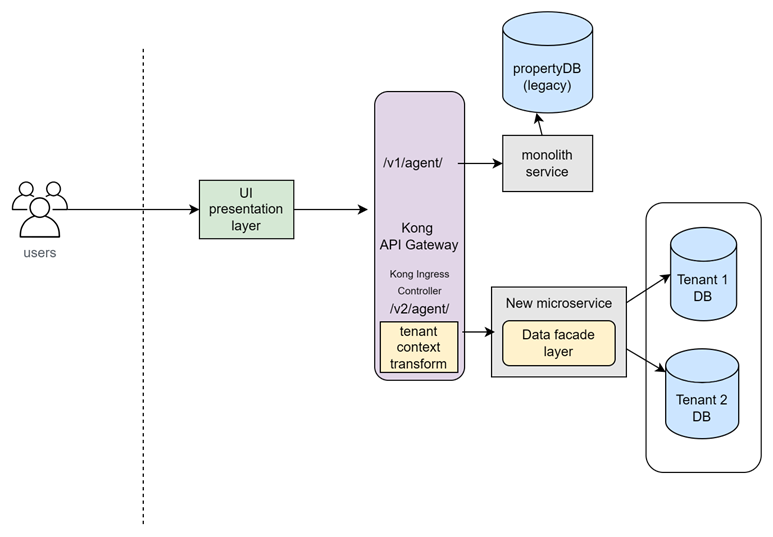 users
UI
presentation
layer
/v1/agent/
Kong
API Gateway
Kong Ingress
Controller
/v2/agent/
tenant
context
transform
propertyDB
(legacy)
monolith
service
New microservice
Data facade
layer
Tenant 1
DB
Tenant 2
DB